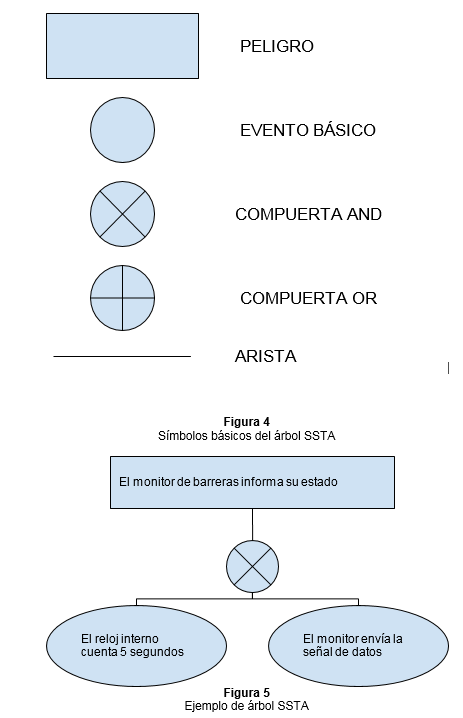 PELIGRO
EVENTO BÁSICO
COMPUERTA AND
COMPUERTA OR
ARISTA
Figura 4
Símbolos básicos del árbol SSTA
El monitor de barreras informa su estado
El reloj interno
cuenta 5 segundos
El monitor envía la
señal de datos
Figura 5
Ejemplo de árbol SSTA